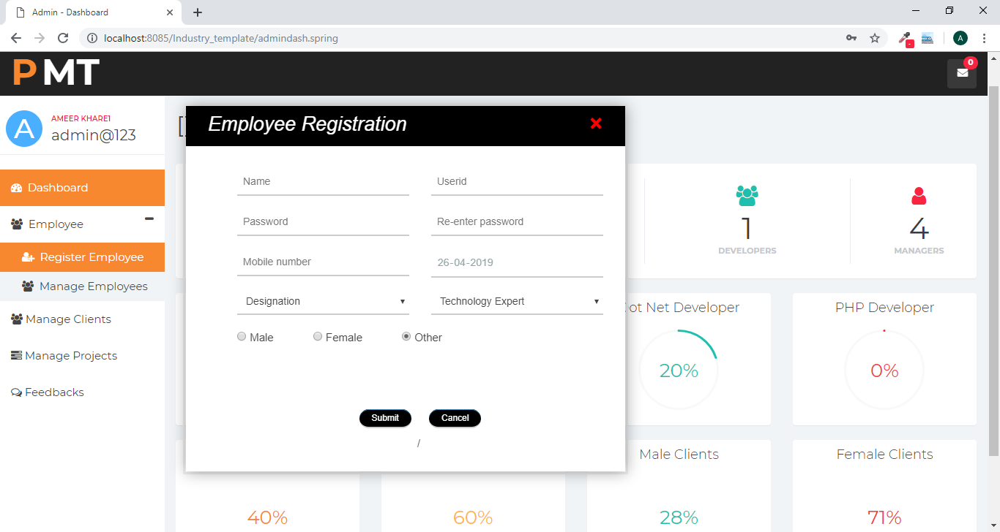 Admin - Dashboard
localhost:8085/Industry_template/admindash.spring
A
PMT
0
A
AMEER KHARE1
admin@123
Dashboard
Employee
Register Employee
Manage Employees
Manage Clients
Manage Projects
Feedbacks
[
Employee Registration
Name
Userid
Password
Re-enter password
Mobile number
26-04-2019
Designation
Technology Expert
Male
Female
Other
Submit
Cancel
/
1
DEVELOPERS
4
MANAGERS
ot Net Developer
20%
PHP Developer
0%
40%
60%
Male Clients
28%
Female Clients
71%